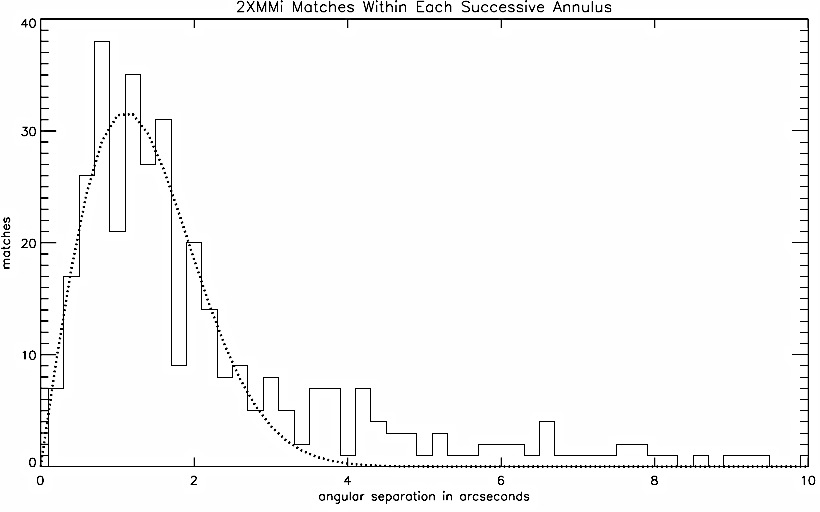 2XMMi Matches Within Each Successive Annulus
40
30
20
10
0
matches
0 2 4 6 8 10
angular separation in arcseconds